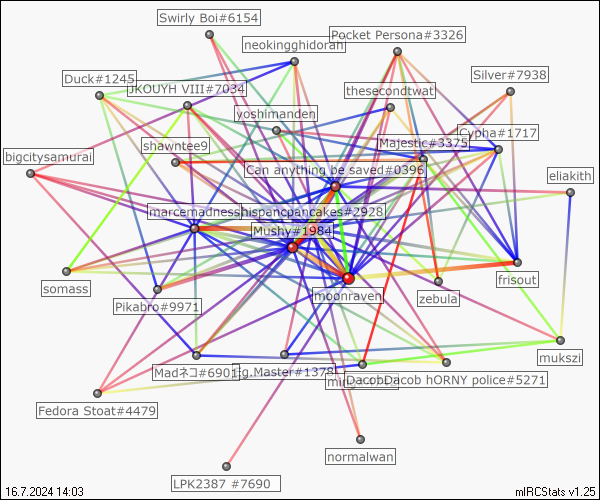 Swirly Boi#6154
Pocket Persona#3326
neokingghidorah
Silver#7938
Duck#1245
JKOUYH VIII#7034
thesecondtwat
yoshimanden
Cypha#1717
Majestic#3375
shawntee9
bigcitysamurai
Can anything be saved#0396
eliakith
marcemadness
hispancpancakes#2928
Mushy#1984
frisout
somass
moonraven
zebula
Pikabro#9971
mukszi
Madネコ#6901
.g.Master#1378
DacobDacob hORNY police#5271
Fedora Stoat#4479
normalwan
LPK2387 #7690
16.7.2024 14:03
mIRCStats v1.25